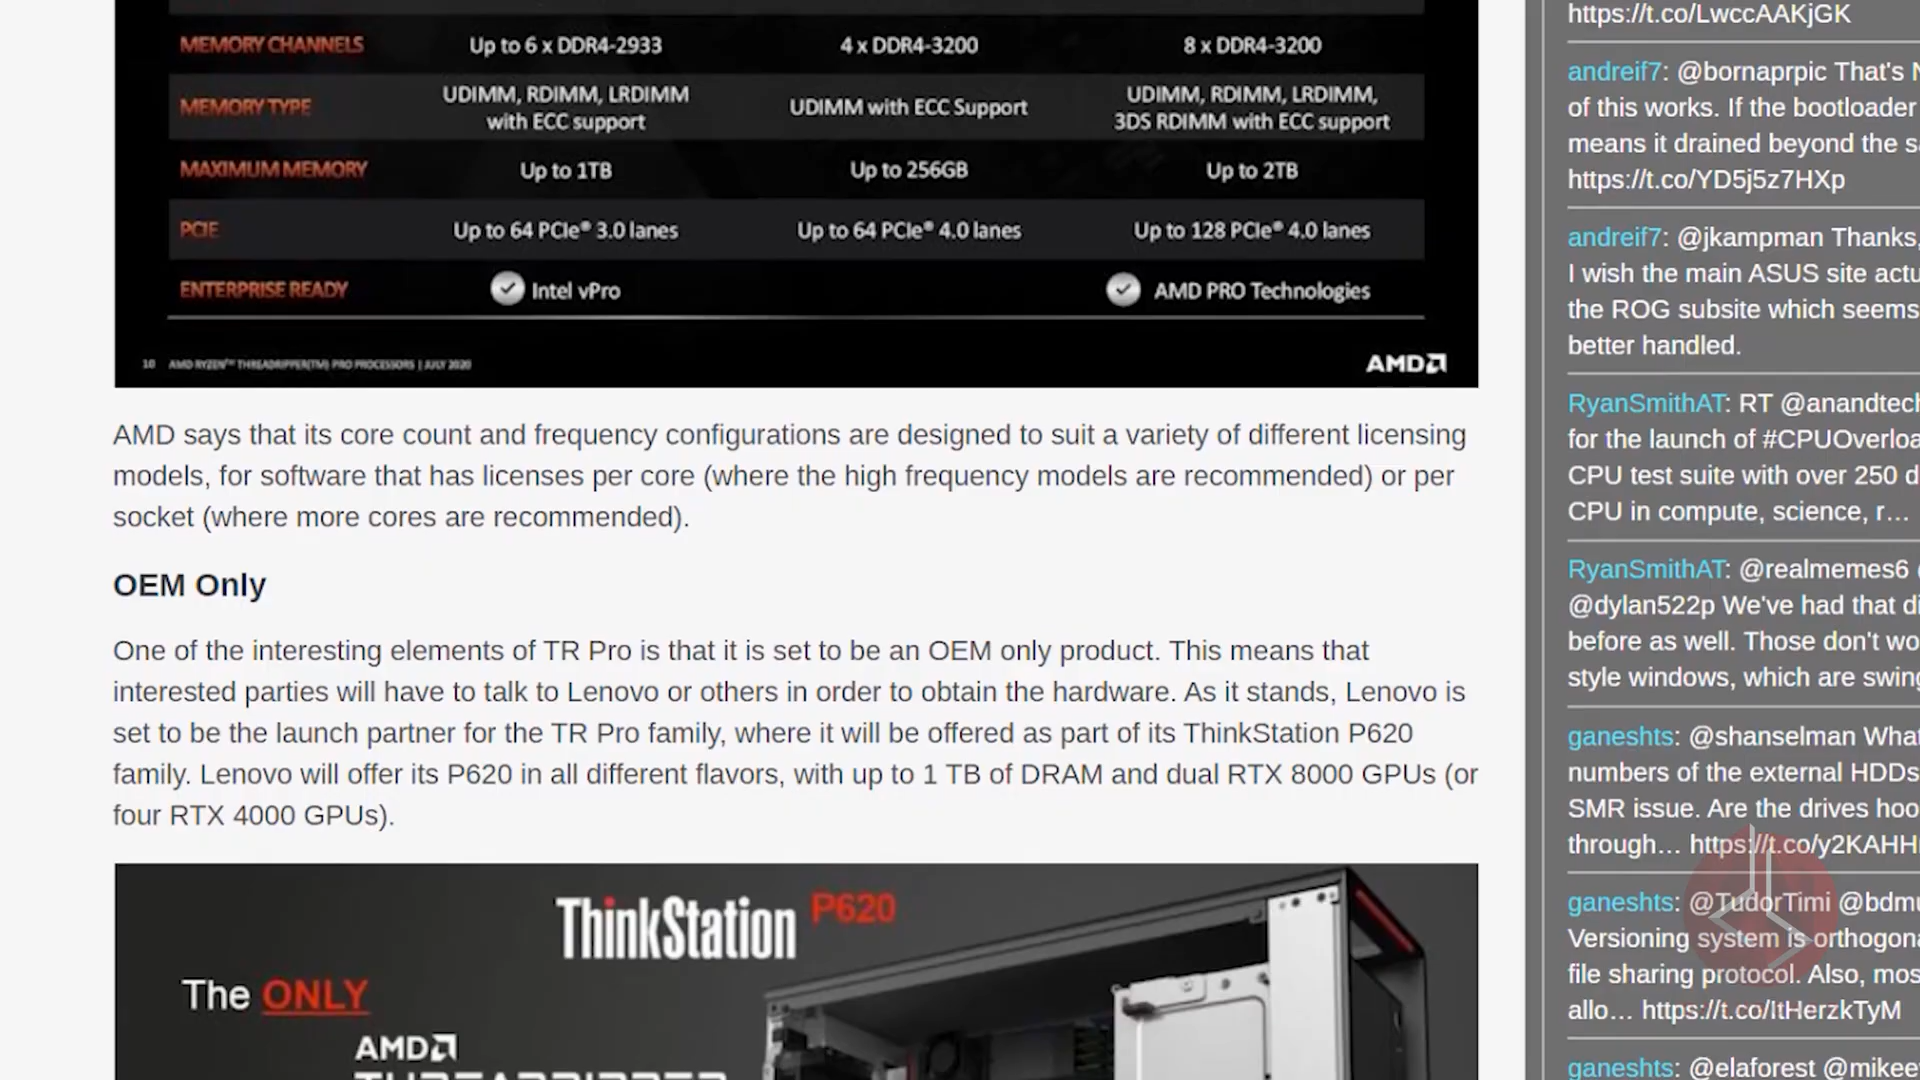 MEMORY CHANNELS Up to 6 x DDR4-2933 4 x DDR4-3200 8 x DDR4-3200
MEMORY TYPE UDIMM, RDIMM, LRDIMM with ECC support UDIMM with ECC Support UDIMM, RDIMM, LRDIMM, 3DS RDIMM with ECC support
MAXIMUM MEMORY Up to 1TB Up to 256GB Up to 2TB
PCIE Up to 64 PCIe® 3.0 lanes Up to 64 PCIe® 4.0 lanes Up to 128 PCIe® 4.0 lanes
ENTERPRISE READY Intel vPro AMD PRO Technologies
10 AMD RYZEN™ THREADRIPPER(TM) PRO PROCESSORS | JULY 2020
AMD
AMD says that its core count and frequency configurations are designed to suit a variety of different licensing
models, for software that has licenses per core (where the high frequency models are recommended) or per
socket (where more cores are recommended).
OEM Only
One of the interesting elements of TR Pro is that it is set to be an OEM only product. This means that
interested parties will have to talk to Lenovo or others in order to obtain the hardware. As it stands, Lenovo is
set to be the launch partner for the TR Pro family, where it will be offered as part of its ThinkStation P620
family. Lenovo will offer its P620 in all different flavors, with up to 1 TB of DRAM and dual RTX 8000 GPUs (or
four RTX 4000 GPUs).
ThinkStation P620
The ONLY
AMD
THREADRIPPER
https://t.co/LwccAAKjGK
andreif7: @bornaprpic That's
of this works. If the bootloader
means it drained beyond the
https://t.co/YD5j5z7HXp
andreif7: @jkampman Thanks,
I wish the main ASUS site
the ROG subsite which seems
better handled.
RyanSmithAT: RT
for the launch of
CPU test suite with over 250
CPU in compute, science, r…
RyanSmithAT: @realmemes6
@dylan522p We've had that
before as well. Those don't
style windows, which are
ganeshts: @shanselman
numbers of the external HDDs
SMR issue. Are the drives
through…
ganeshts: @TudorTimi
Versioning system is
file sharing protocol. Also,
allo… https://t.co/ItHerzkTyM
ganeshts: @elaforest